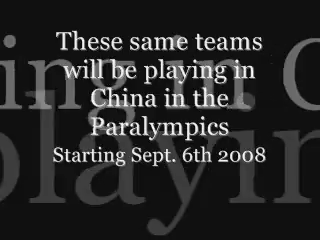 These same teams
will be playing in
China in the
Paralympics
Starting Sept. 6th 2008